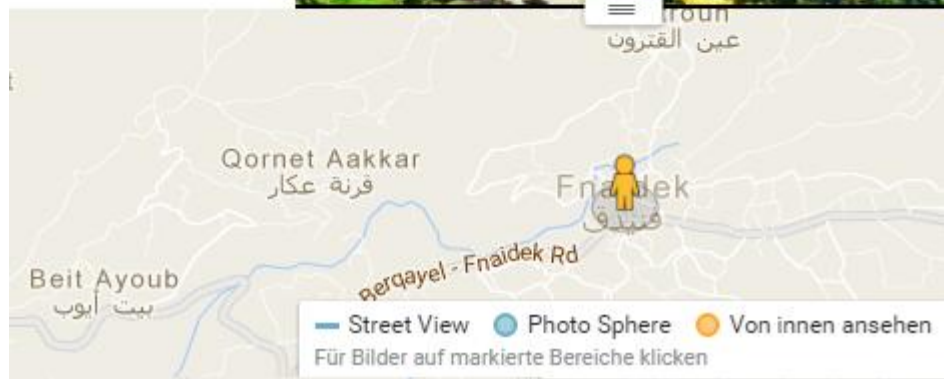 عين القترون
Qornet Aakkar
قرنة عكار
Fnaidek
فنيدق
Berqayel - Fnaidek Rd
Beit Ayoub
بيت أيوب
Street View Photo Sphere Von innen ansehen
Für Bilder auf markierte Bereiche klicken